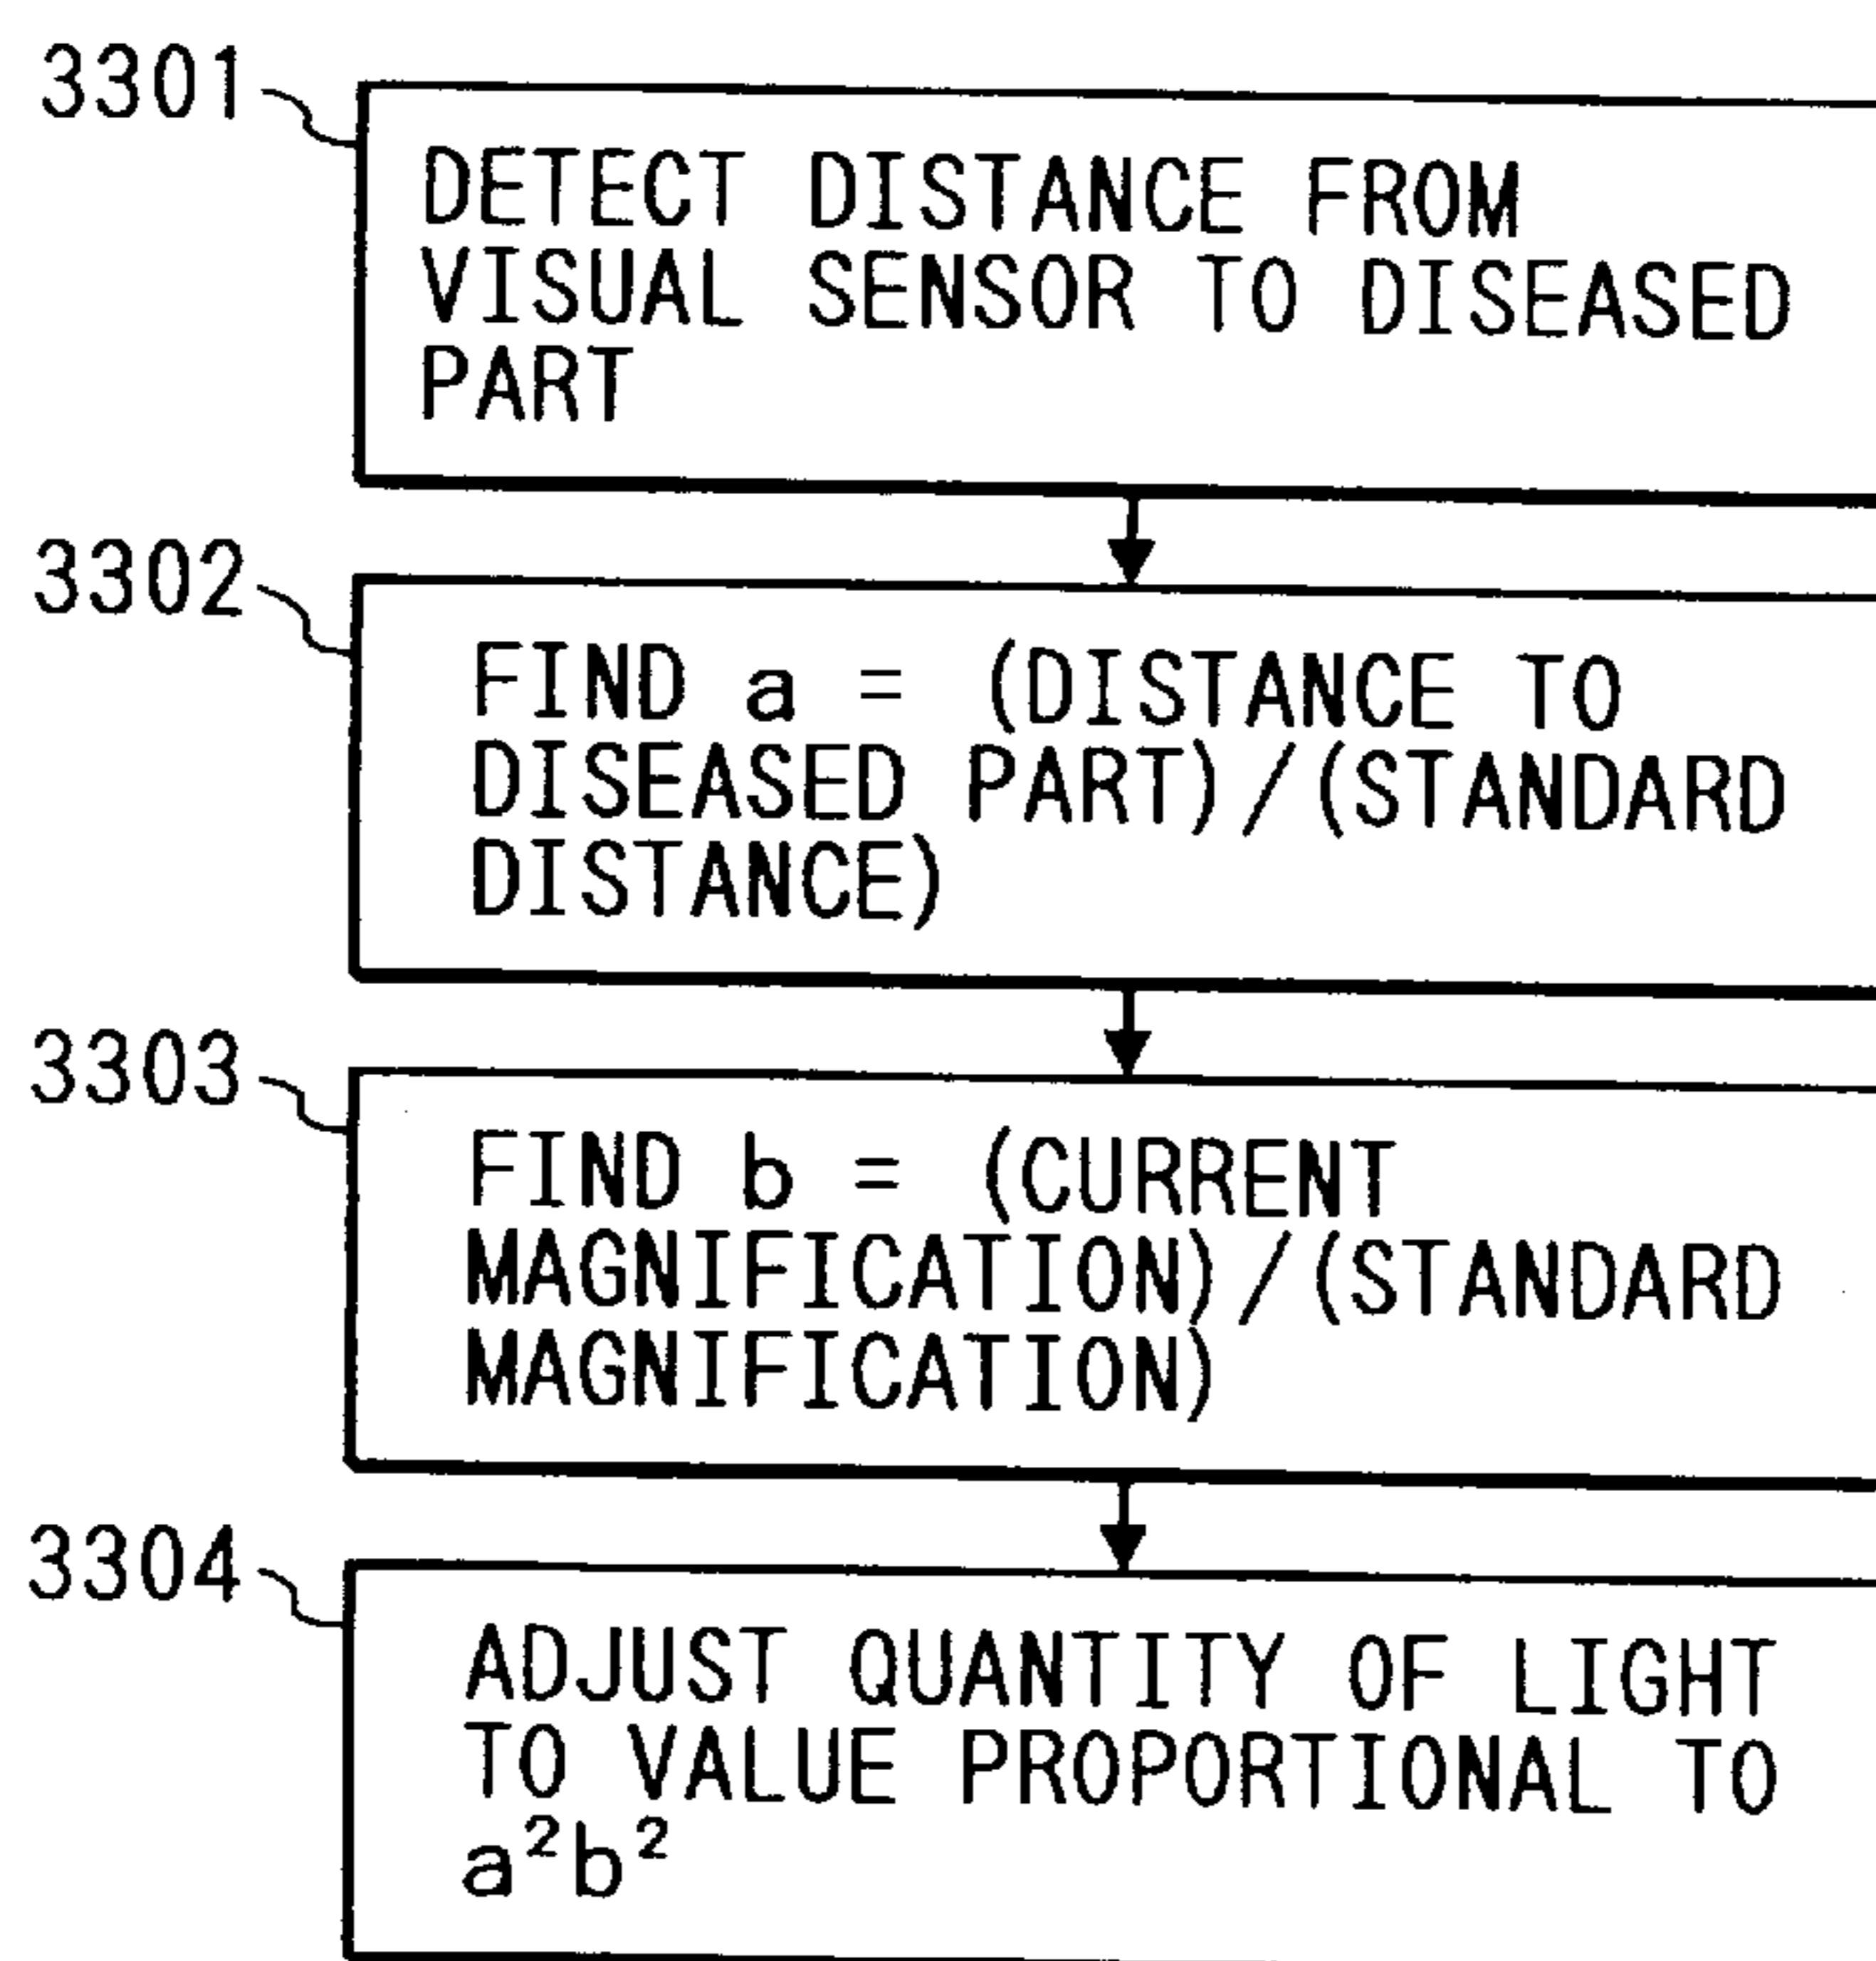 3301
DETECT DISTANCE FROM
VISUAL SENSOR TO DISEASED
PART
3302
FIND a = (DISTANCE TO
DISEASED PART)/(STANDARD
DISTANCE)
3303
FIND b = (CURRENT
MAGNIFICATION)/(STANDARD
MAGNIFICATION)
3304
ADJUST QUANTITY OF LIGHT
TO VALUE PROPORTIONAL TO
a²b²